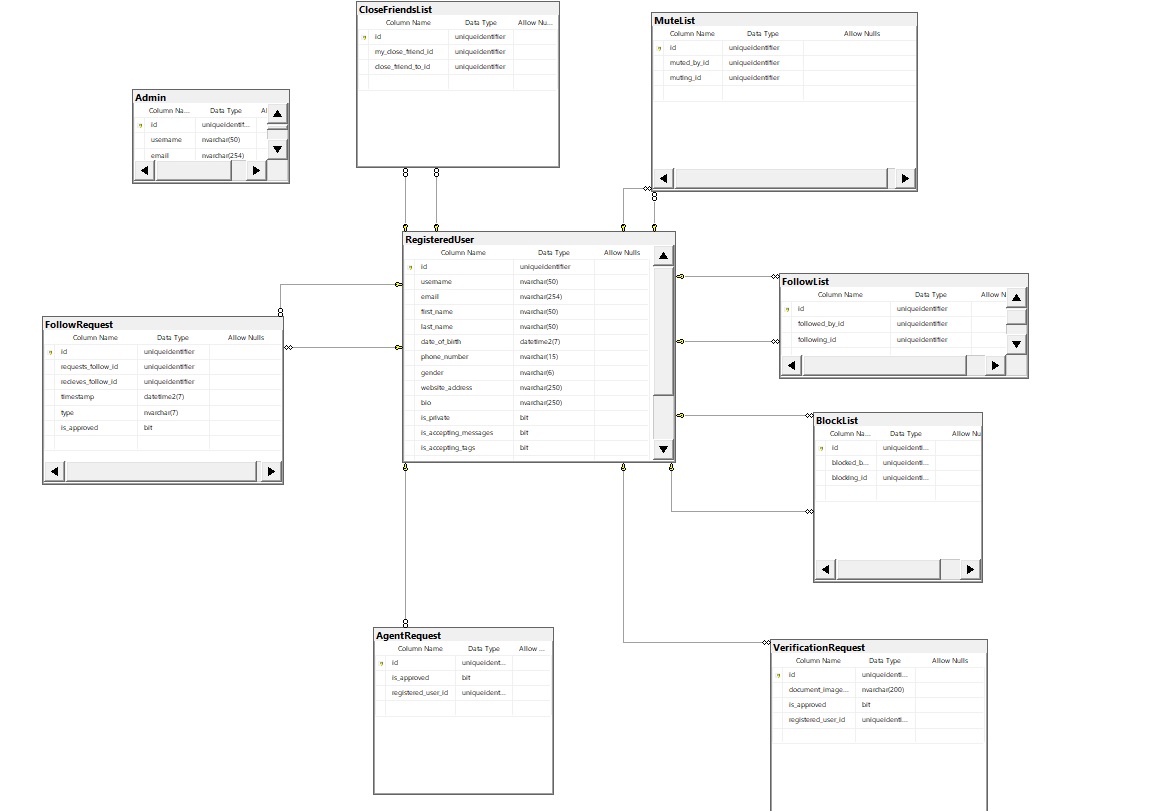 CloseFriendsList
Column Name Data Type Allow Nu...
id uniqueidentifier
my_close_friend_id uniqueidentifier
close_friend_to_id uniqueidentifier
MuteList
Column Name Data Type Allow Nulls
id uniqueidentifier
muted_by_id uniqueidentifier
muting_id uniqueidentifier
Admin
Column Na... Data Type Al
id uniqueidentif...
username nvarchar(50)
email nvarchar(254)
RegisteredUser
Column Name Data Type Allow Nulls
id uniqueidentifier
username nvarchar(50)
email nvarchar(254)
first_name nvarchar(50)
last_name nvarchar(50)
date_of_birth datetime2(7)
phone_number nvarchar(15)
gender nvarchar(6)
website_address nvarchar(250)
bio nvarchar(250)
is_private bit
is_accepting_messages bit
is_accepting_tags bit
FollowList
Column Name Data Type Allow N
id uniqueidentifier
followed_by_id uniqueidentifier
following_id uniqueidentifier
FollowRequest
Column Name Data Type Allow Nulls
id uniqueidentifier
requests_follow_id uniqueidentifier
recieves_follow_id uniqueidentifier
timestamp datetime2(7)
type nvarchar(7)
is_approved bit
BlockList
Column Na... Data Type Allow Nu
id uniqueidenti...
blocked_b... uniqueidenti...
blocking_id uniqueidenti...
AgentRequest
Column Name Data Type Allow ...
id uniqueident...
is_approved bit
registered_user_id uniqueident...
VerificationRequest
Column Name Data Type Allow Nulls
id uniqueidenti...
document_image... nvarchar(200)
is_approved bit
registered_user_id uniqueidenti...